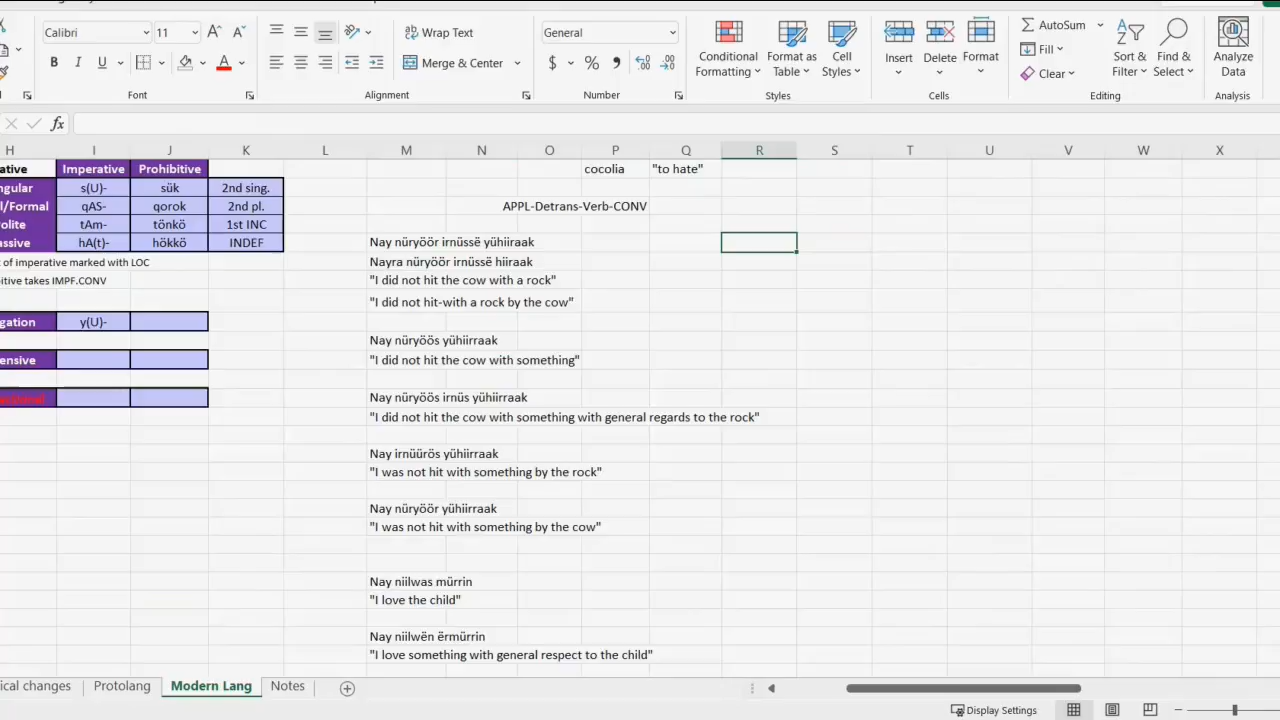 Calibri 11 Wrap Text General AutoSum
Fill
Merge & Center Conditional Formatting Format as Table Cell Styles Insert Delete Format Clear Sort & Filter Find & Select Analyze Data
Font Alignment Number Styles Cells Editing Analysis
fx
H I J K L M N O P Q R S T U V W X
ative Imperative Prohibitive cocolia "to hate"
ngular s(U)- sük 2nd sing.
l/Formal qAS- qorok 2nd pl. APPL-Detrans-Verb-CONV
olite tAm- tönkö 1st INC
assive hA(t)- hökkö INDEF Nay nüryöör irnüssë yühiiraak
t of imperative marked with LOC Nayra nüryöör irnüssë hiiraak
itive takes IMPF.CONV "I did not hit the cow with a rock"
"I did not hit-with a rock by the cow"
gation y(U)-
Nay nüryöös yühiirraak
ensive "I did not hit the cow with something"
Nay nüryöös irnüs yühiirraak
"I did not hit the cow with something with general regards to the rock"
Nay irnüürös yühiirraak
"I was not hit with something by the rock"
Nay nüryöör yühiirraak
"I was not hit with something by the cow"
Nay niilwas mürrin
"I love the child"
Nay niilwën ërmürrin
"I love something with general respect to the child"
ical changes Protolang Modern Lang Notes
Display Settings